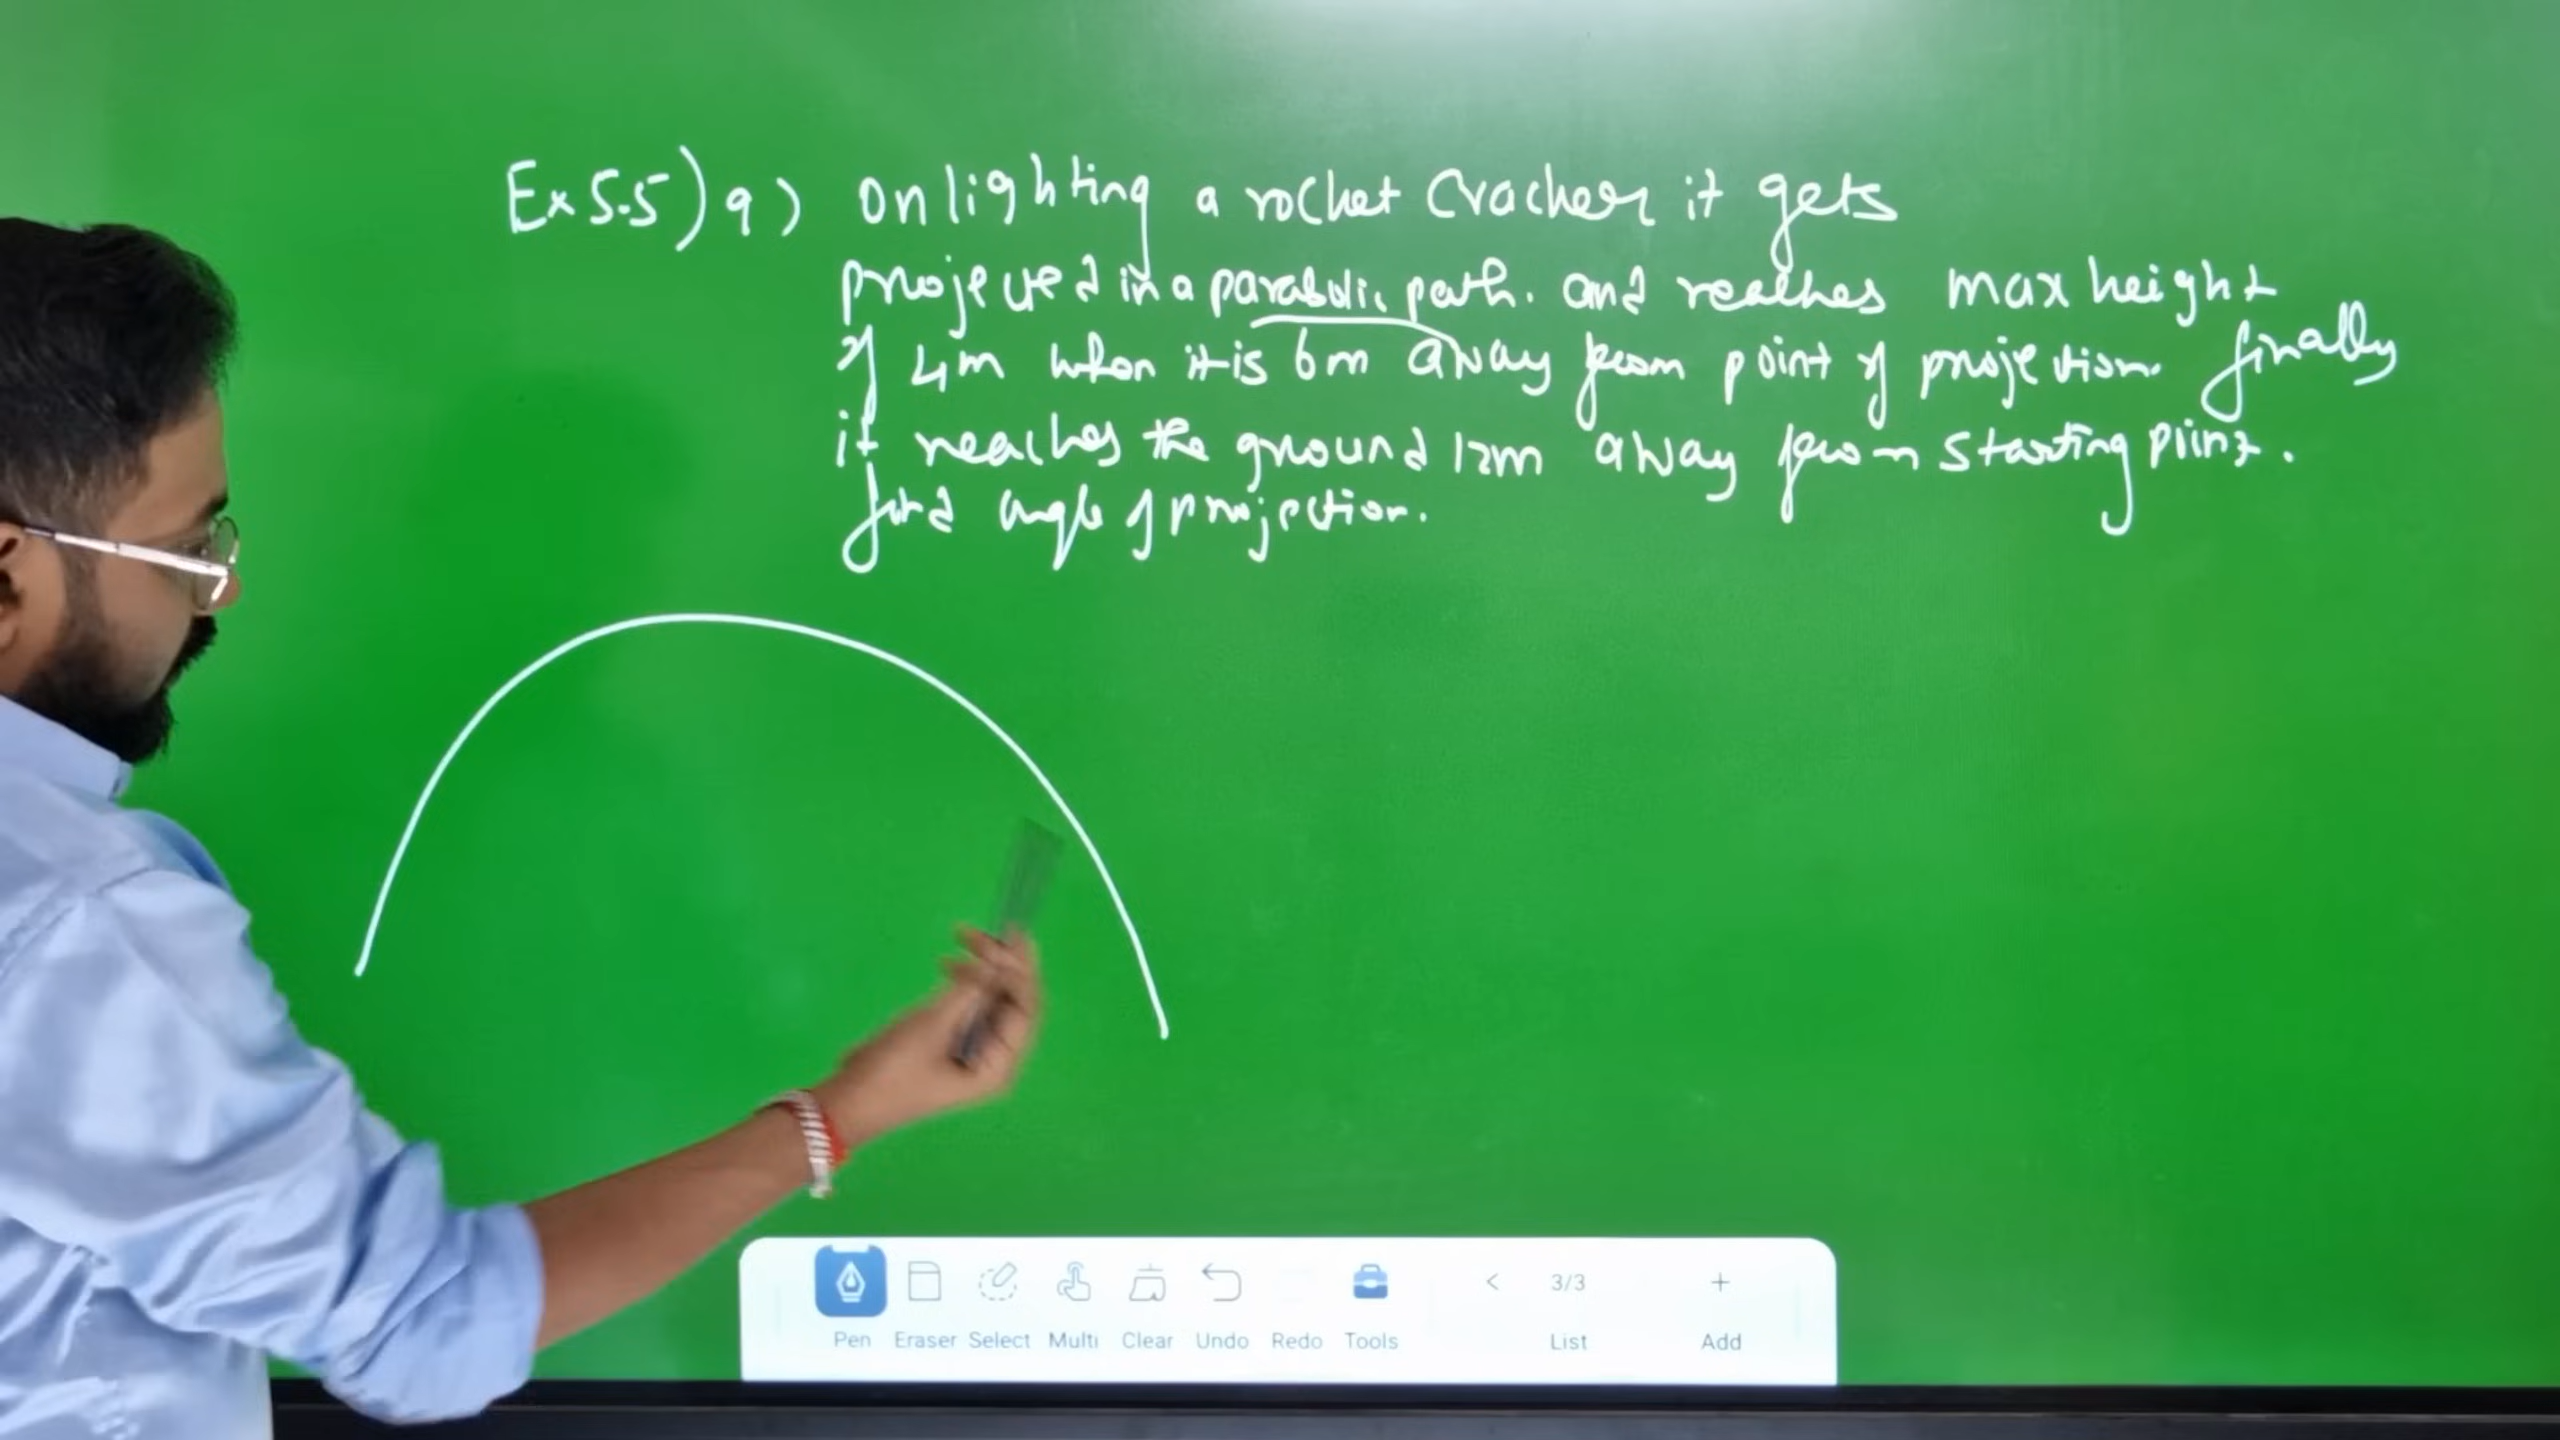 Ex 5.5) 9) On lighting a rocket cracker it gets
projected in a parabolic path. and reaches max height
of 4m when it is 6m away from point of projection. finally
it reaches the ground 12m away from starting point.
find angle of projection.
Pen Eraser Select Multi Clear Undo Redo Tools < 3/3 List + Add